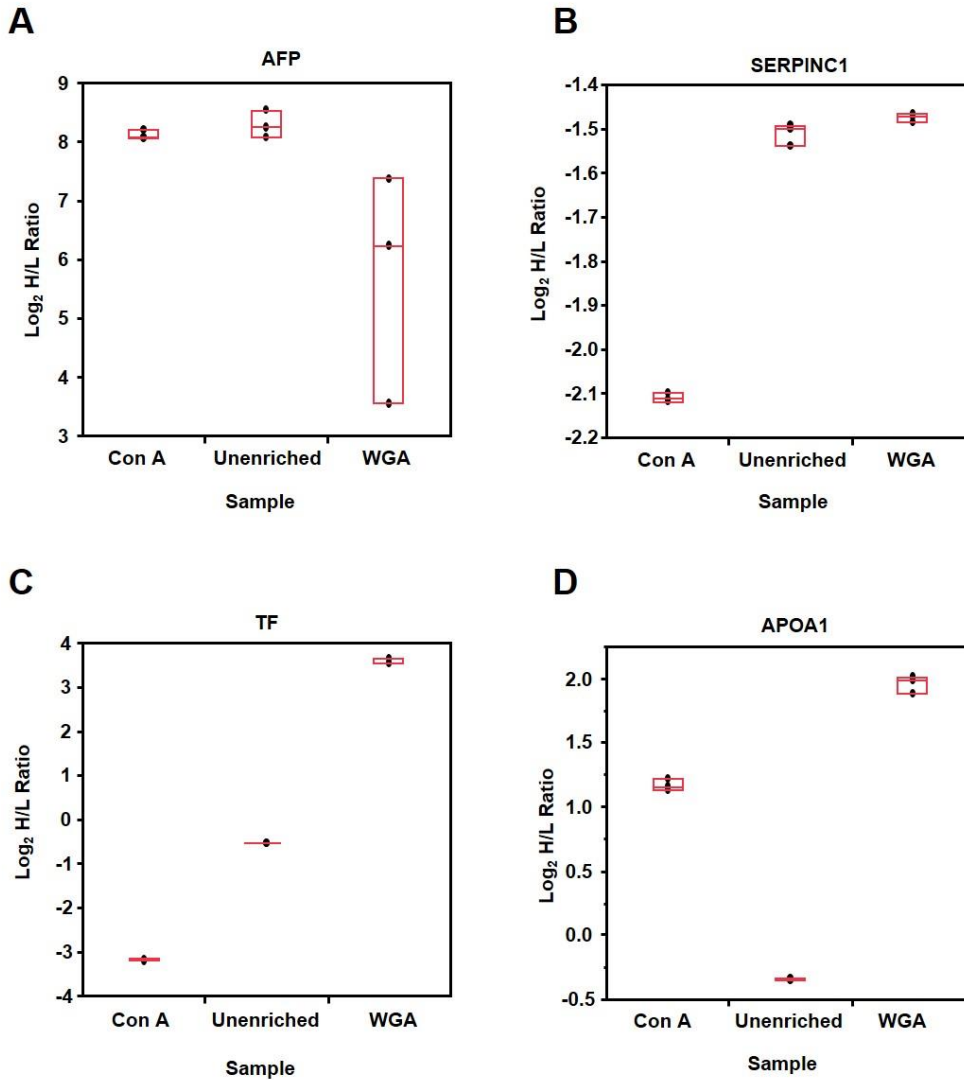 A
AFP
9
8
7
6
5
4
3
Log₂ H/L Ratio
Con A Unenriched WGA
Sample
B
SERPINC1
-1.4
-1.5
-1.6
-1.7
-1.8
-1.9
-2.0
-2.1
-2.2
Log₂ H/L Ratio
Con A Unenriched WGA
Sample
C
TF
4
3
2
1
0
-1
-2
-3
-4
Log₂ H/L Ratio
Con A Unenriched WGA
Sample
D
APOA1
2.0
1.5
1.0
0.5
0.0
-0.5
Log₂ H/L Ratio
Con A Unenriched WGA
Sample